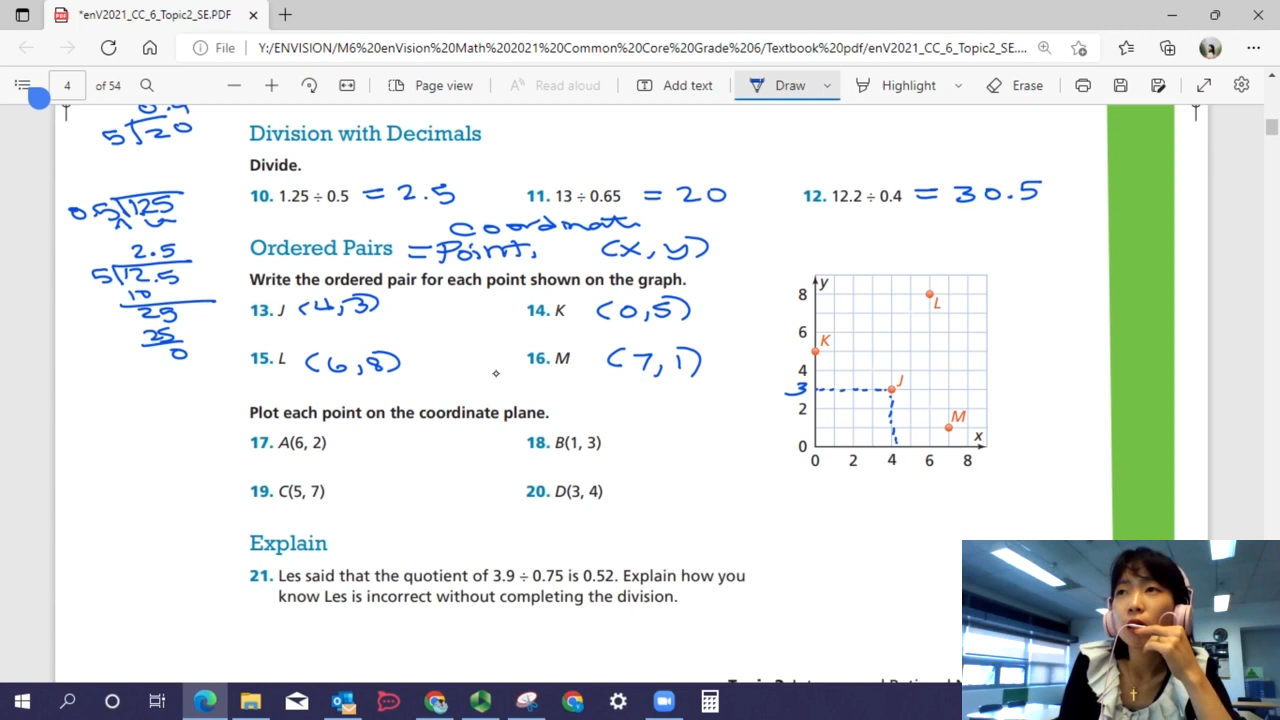 *enV2021_CC_6_Topic2_SE.PDF
File Y:/ENVISION/M6%20enVision%20Math%202021%20Common%20Core%20Grade%206/Textbook%20pdf/enV2021_CC_6_Topic2_SE....
4 of 54 Page view Read aloud Add text Draw Highlight Erase
5 20
Division with Decimals
Divide.
10. 1.25 ÷ 0.5 = 2.5 11. 13 ÷ 0.65 = 20 12. 12.2 ÷ 0.4 = 30.5
0.5 1.25
Coordinate
Ordered Pairs = Point, (x, y)
2.5
5 12.5
10
25
25
0
Write the ordered pair for each point shown on the graph.
13. J (4,3) 14. K (0,5)
15. L (6,8) 16. M (7,1)
Plot each point on the coordinate plane.
17. A(6, 2) 18. B(1, 3)
19. C(5, 7) 20. D(3, 4)
y
8 L
6
K
4 J
3
2 M
0 x
0 2 4 6 8
Explain
21. Les said that the quotient of 3.9 ÷ 0.75 is 0.52. Explain how you
know Les is incorrect without completing the division.